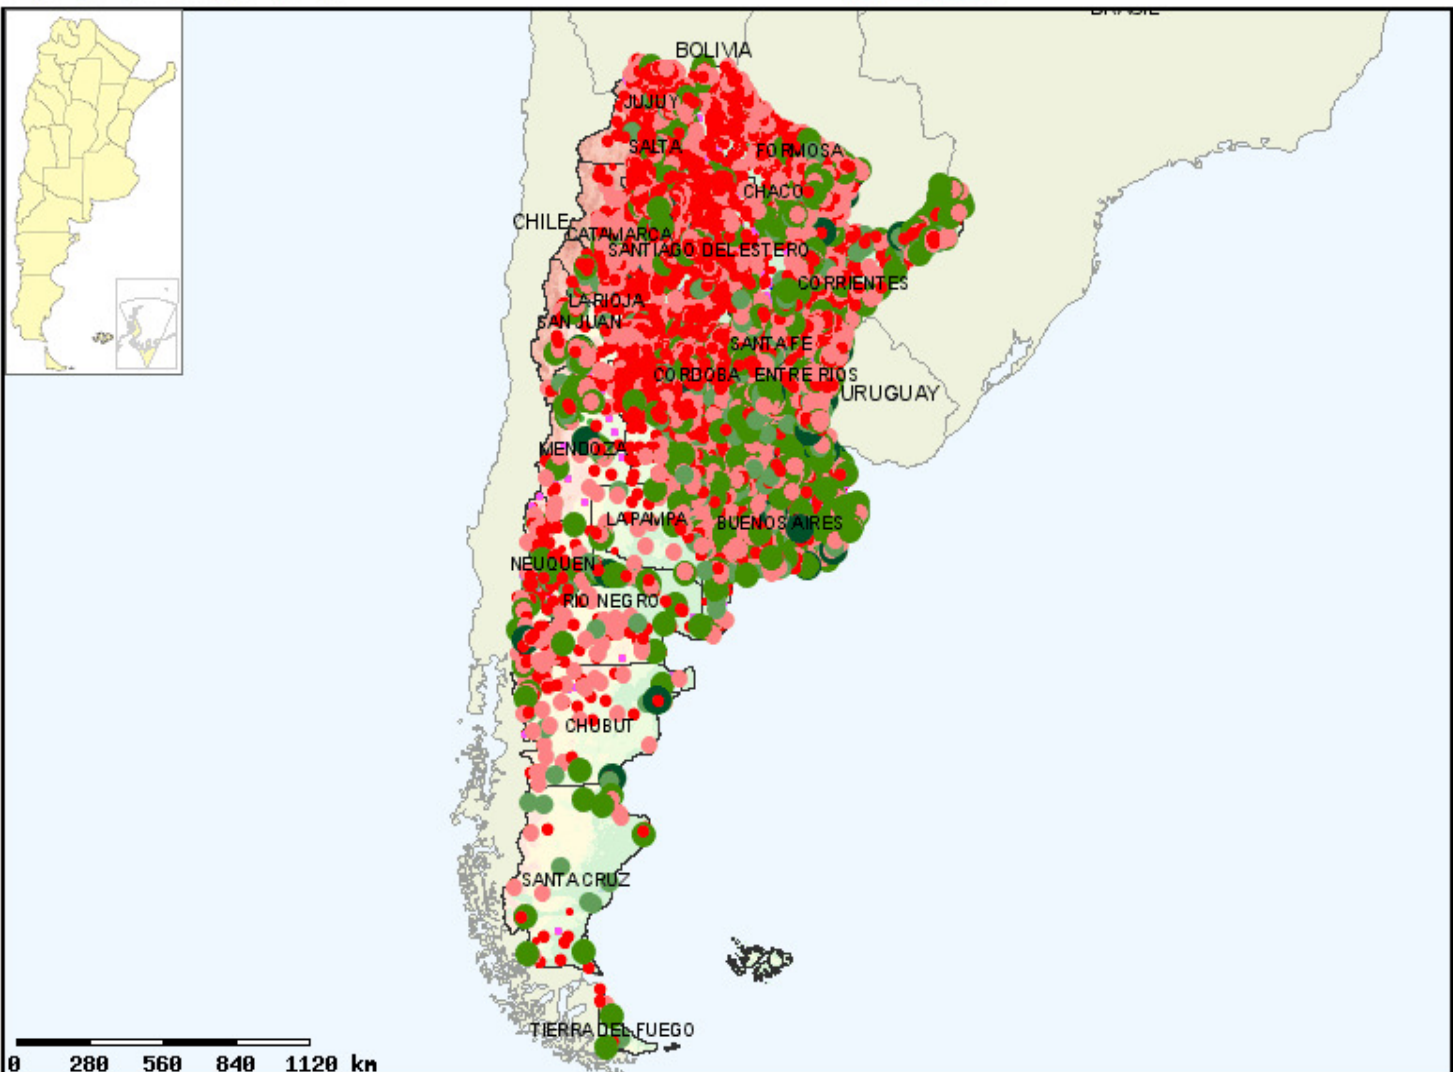 BRASIL
BOLIVIA
JUJUY
SALTA
FORMOSA
CHACO
CHILE
CATAMARCA
SANTIAGO DEL ESTERO
CORRIENTES
LA RIOJA
SAN JUAN
SANTA FE
CORDOBA
ENTRE RIOS
URUGUAY
MENDOZA
LA PAMPA
BUENOS AIRES
NEUQUEN
RIO NEGRO
CHUBUT
SANTA CRUZ
TIERRA DEL FUEGO
0 280 560 840 1120 km